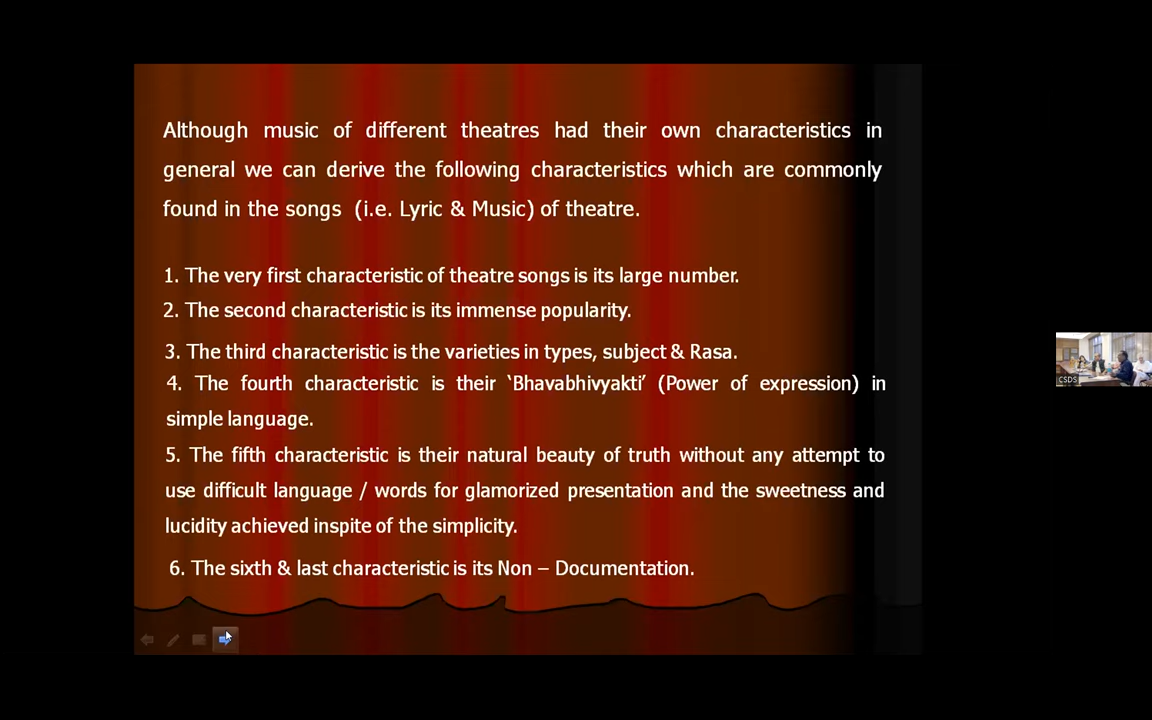 Although music of different theatres had their own characteristics in
general we can derive the following characteristics which are commonly
found in the songs (i.e. Lyric & Music) of theatre.
1. The very first characteristic of theatre songs is its large number.
2. The second characteristic is its immense popularity.
3. The third characteristic is the varieties in types, subject & Rasa.
4. The fourth characteristic is their `Bhavabhivyakti’ (Power of expression) in
simple language.
5. The fifth characteristic is their natural beauty of truth without any attempt to
use difficult language / words for glamorized presentation and the sweetness and
lucidity achieved inspite of the simplicity.
6. The sixth & last characteristic is its Non – Documentation.
CSDS